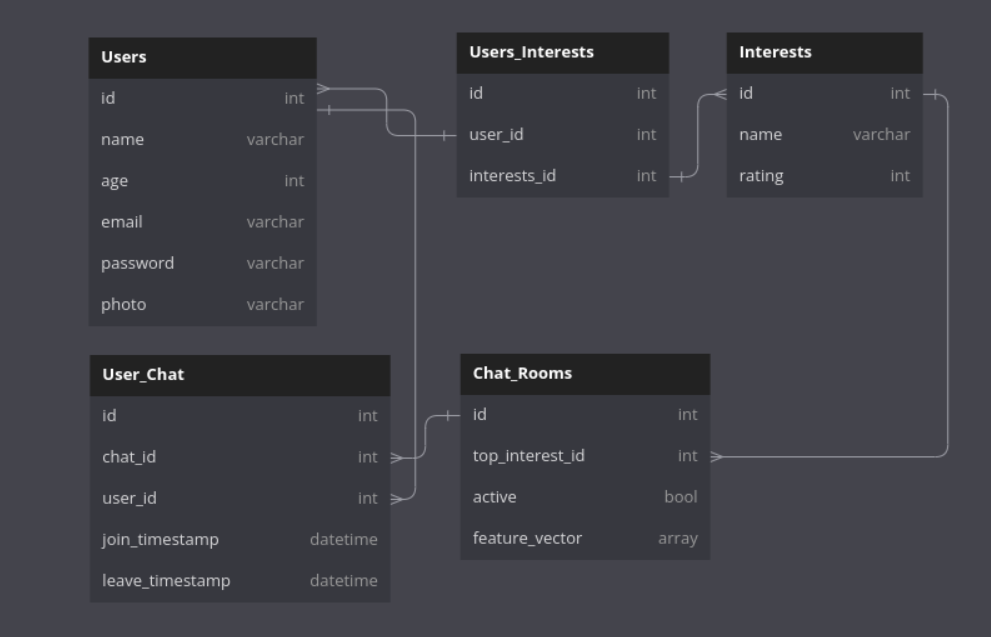 Users
id int
name varchar
age int
email varchar
password varchar
photo varchar
Users_Interests
id int
user_id int
interests_id int
Interests
id int
name varchar
rating int
User_Chat
id int
chat_id int
user_id int
join_timestamp datetime
leave_timestamp datetime
Chat_Rooms
id int
top_interest_id int
active bool
feature_vector array